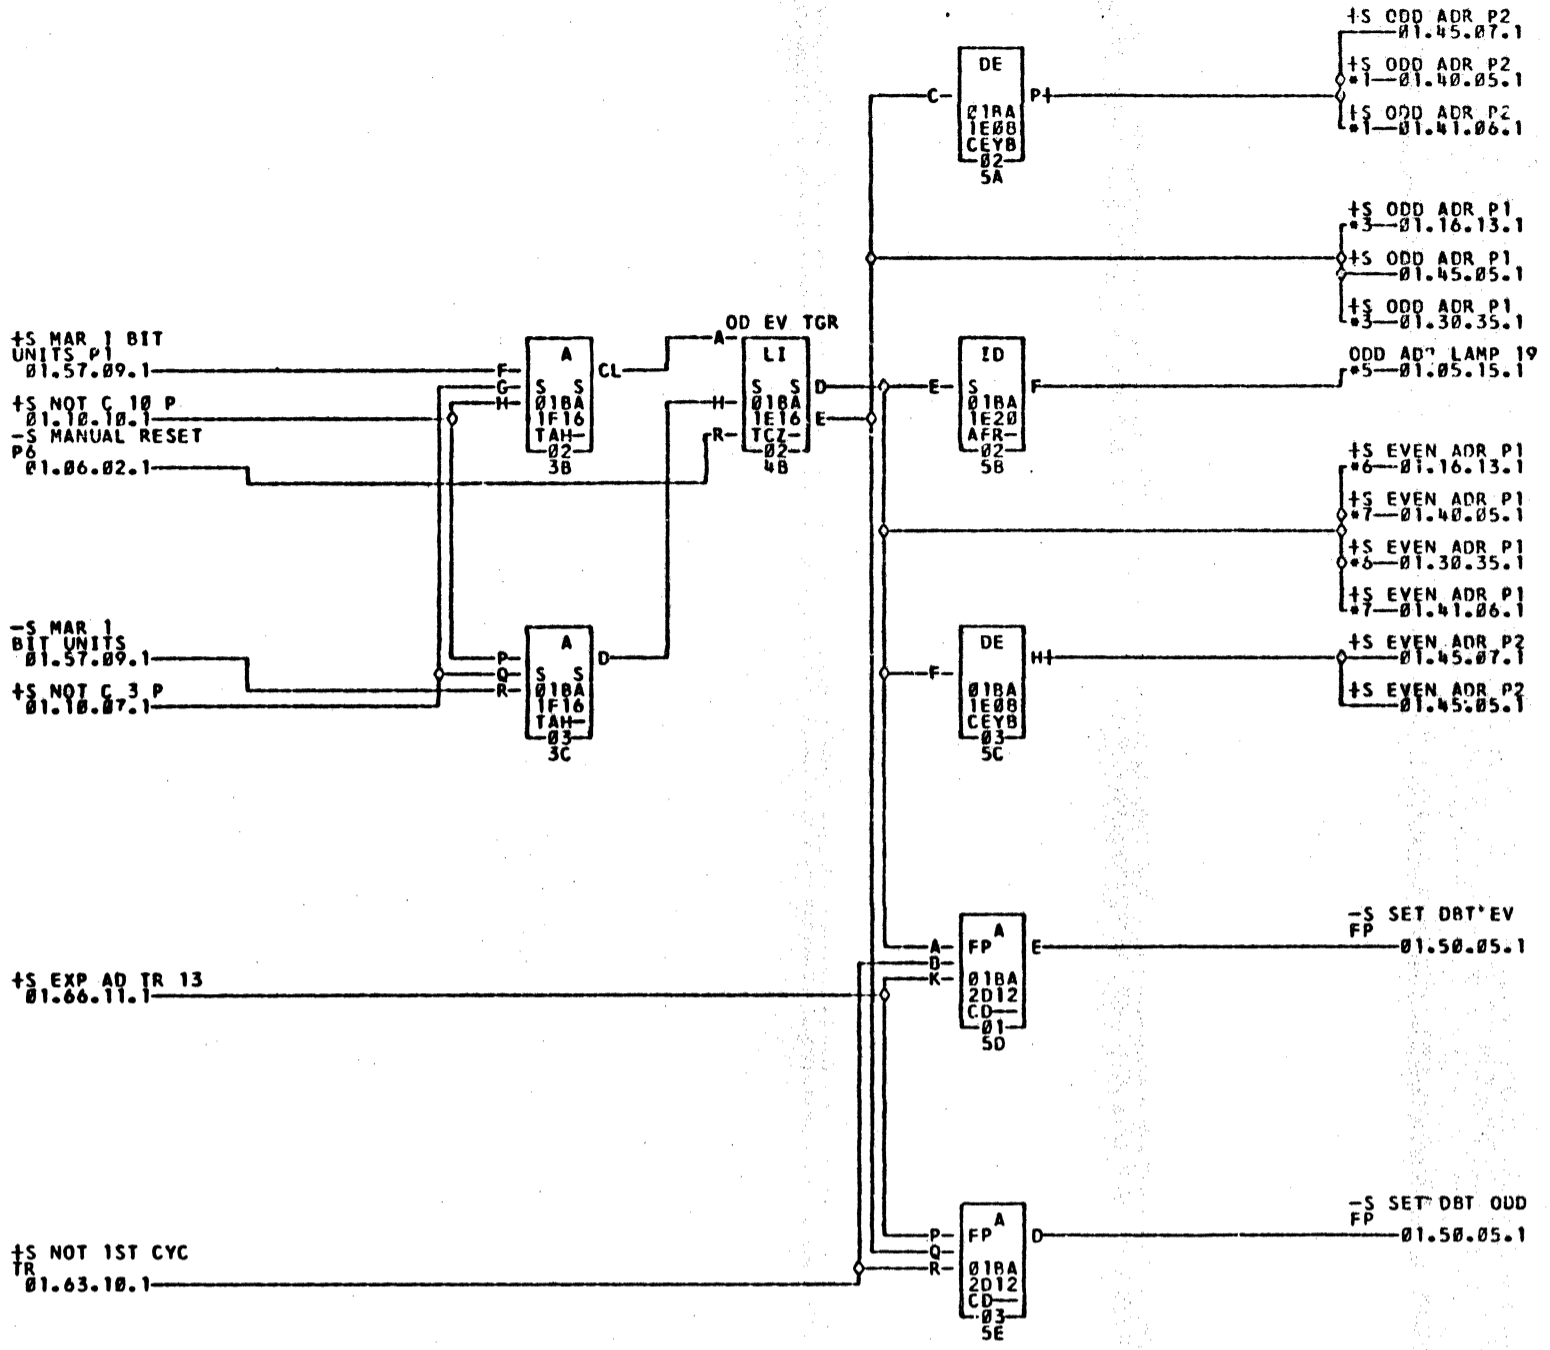 +S ODD ADR P2
01.45.07.1
+S ODD ADR P2
*1—01.40.05.1
+S ODD ADR P2
*1—01.41.06.1
DE
C
P+
01BA
1E08
CEYB
02
5A
+S ODD ADR P1
*3—01.16.13.1
+S ODD ADR P1
01.45.05.1
+S ODD ADR P1
*3—01.30.35.1
+S MAR 1 BIT
UNITS P1
01.57.09.1
+S NOT C 10 P
01.10.10.1
-S MANUAL RESET
P6
01.06.02.1
A
F
G
H
CL
S S
01BA
1F16
TAH-
02
3B
OD EV TGR
LI
A
H
R
D
E
S S
01BA
1E16
TCZ-
02
4B
ID
E
F
S
01BA
1E20
AFR-
02
5B
LAMP 19
*5—01.05.15.1
+S EVEN ADR P1
*6—01.16.13.1
+S EVEN ADR P1
*7—01.40.05.1
+S EVEN ADR P1
*6—01.30.35.1
+S EVEN ADR P1
*7—01.41.06.1
-S MAR 1
BIT UNITS
01.57.09.1
+S NOT C 3 P
01.10.07.1
A
P
Q
R
D
S S
01BA
1F16
TAH-
03
3C
DE
F
H+
01BA
1E08
CEYB
03
5C
+S EVEN ADR P2
01.45.07.1
+S EVEN ADR P2
01.45.05.1
+S EXP AD TR 13
01.66.11.1
A
FP
A
K
E
01BA
2D12
CD—
01
5D
-S SET DBT EV
FP
01.50.05.1
+S NOT 1ST CYC
TR
01.63.10.1
A
FP
P
Q
R
D
01BA
2D12
CD—
03
5E
-S SET DBT ODD
FP
01.50.05.1